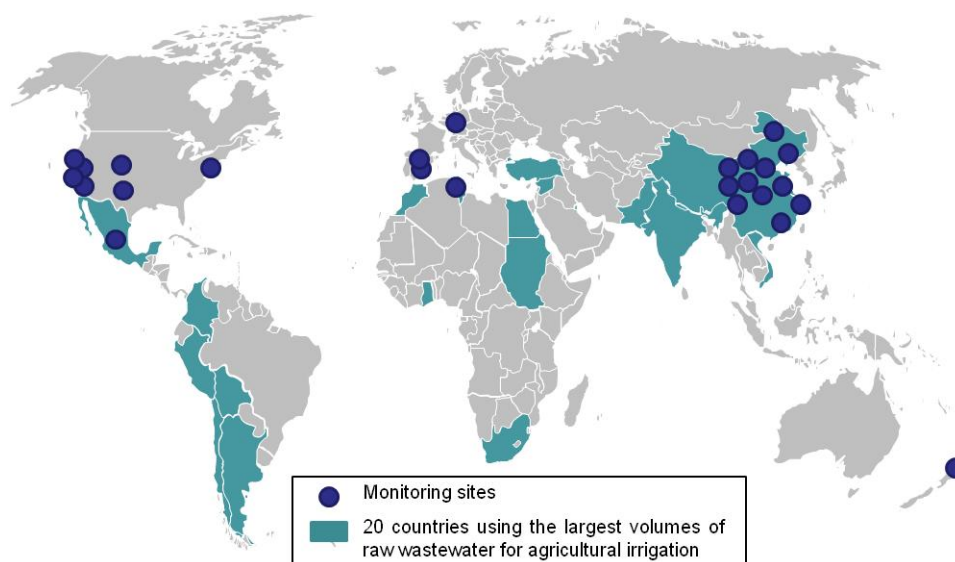 Monitoring sites
20 countries using the largest volumes of
raw wastewater for agricultural irrigation